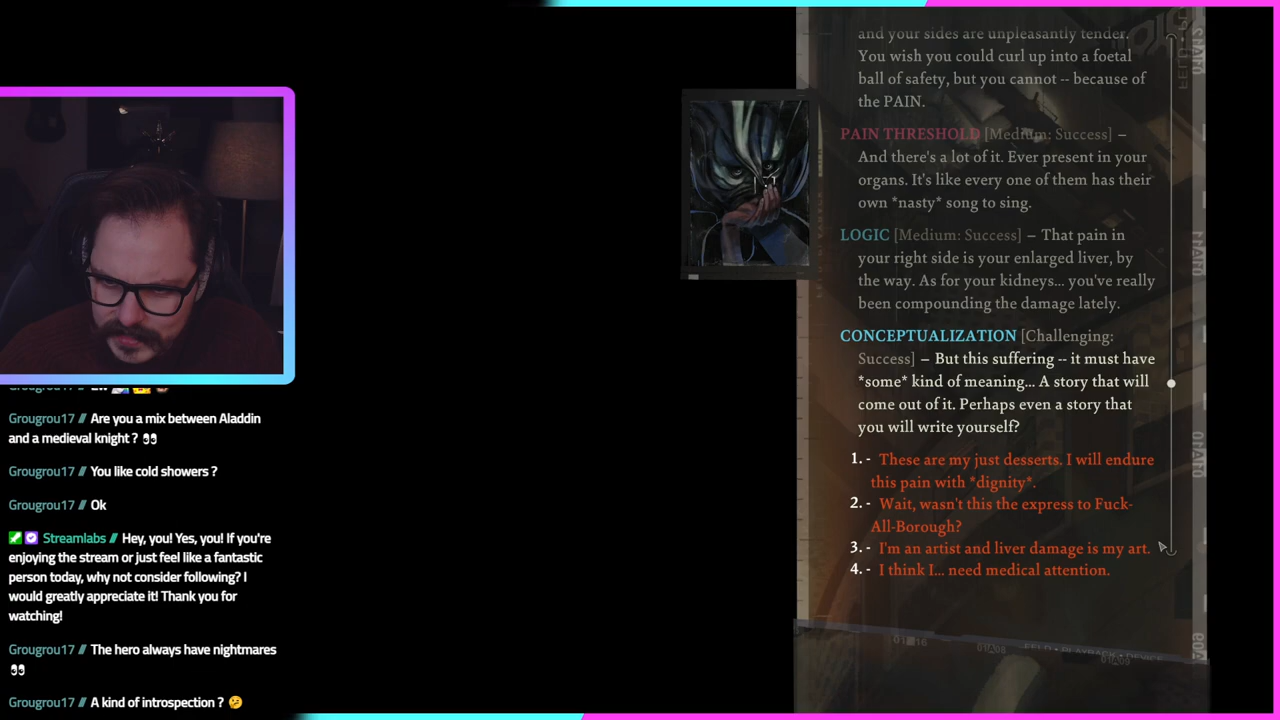 and your sides are unpleasantly tender.
You wish you could curl up into a foetal
ball of safety, but you cannot -- because of
the PAIN.
PAIN THRESHOLD [Medium: Success] –
And there's a lot of it. Ever present in your
organs. It's like every one of them has their
own *nasty* song to sing.
LOGIC [Medium: Success] – That pain in
your right side is your enlarged liver, by
the way. As for your kidneys... you've really
been compounding the damage lately.
CONCEPTUALIZATION [Challenging:
Success] – But this suffering -- it must have
*some* kind of meaning... A story that will
come out of it. Perhaps even a story that
you will write yourself?
1. - These are my just desserts. I will endure
this pain with *dignity*.
2. - Wait, wasn't this the express to Fuck-
All-Borough?
3. - I'm an artist and liver damage is my art.
4. - I think I... need medical attention.
Grougrou17 // Are you a mix between Aladdin
and a medieval knight ? 👀
Grougrou17 // You like cold showers ?
Grougrou17 // Ok
Streamlabs // Hey, you! Yes, you! If you're
enjoying the stream or just feel like a fantastic
person today, why not consider following? I
would greatly appreciate it! Thank you for
watching!
Grougrou17 // The hero always have nightmares
👀
Grougrou17 // A kind of introspection ? 🤔